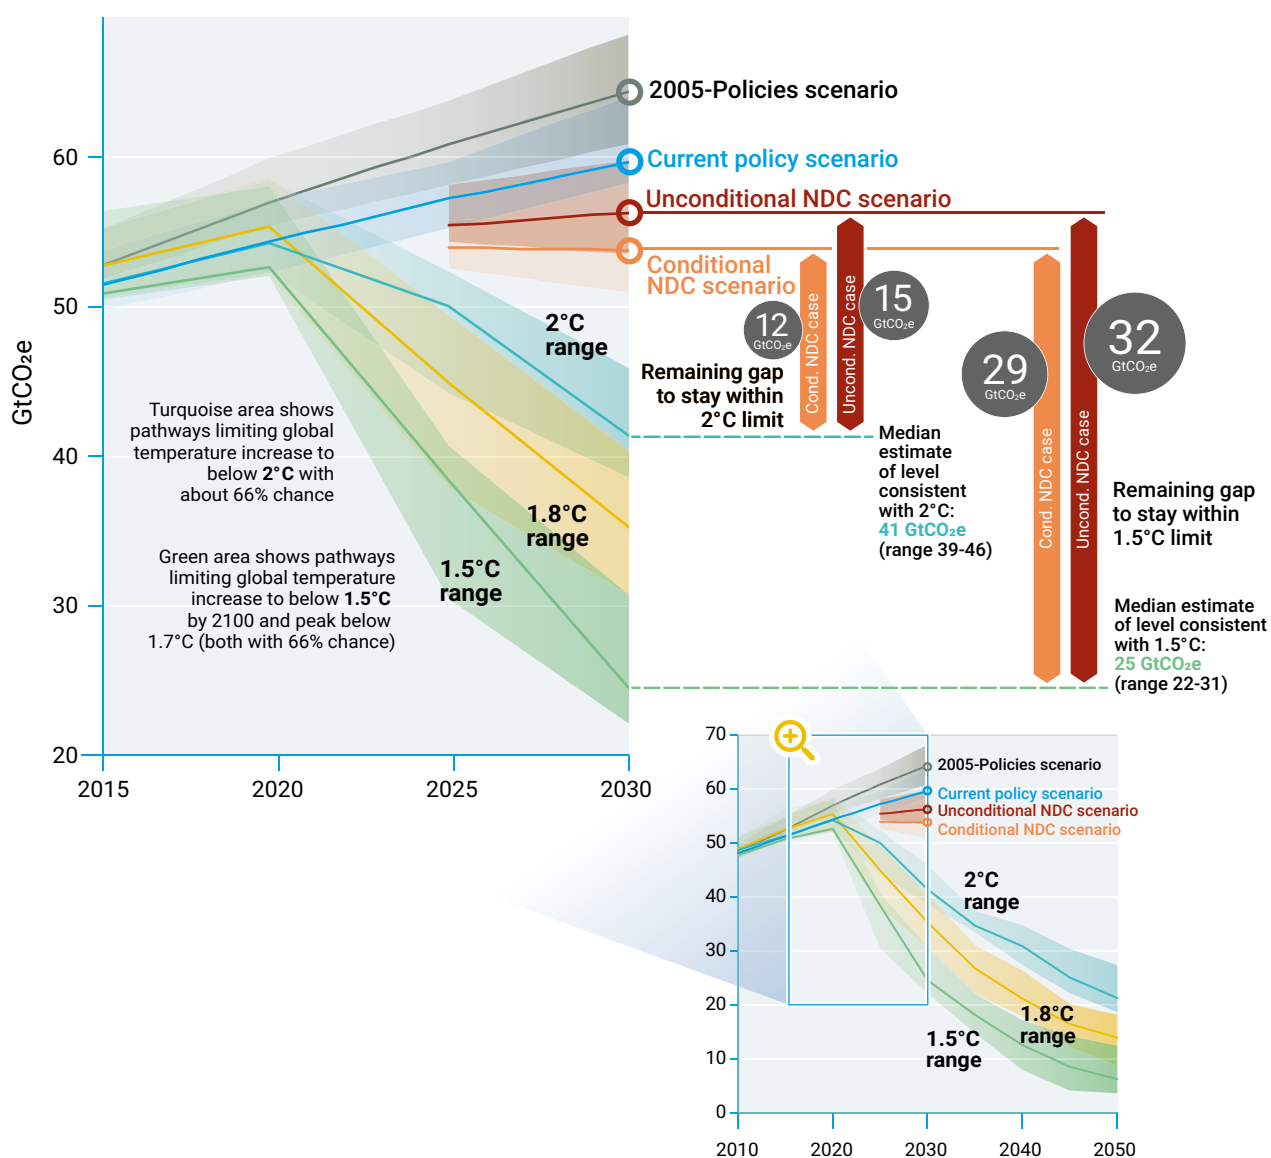 GtCO₂e
60
50
40
30
20
2015
2020
2025
2030
2005-Policies scenario
Current policy scenario
Unconditional NDC scenario
Conditional
NDC scenario
2°C
range
1.8°C
range
1.5°C
range
Turquoise area shows
pathways limiting global
temperature increase to
below 2°C with
about 66% chance
Green area shows pathways
limiting global temperature
increase to below 1.5°C
by 2100 and peak below
1.7°C (both with 66% chance)
12
GtCO₂e
Cond. NDC case
Uncond. NDC case
15
GtCO₂e
Remaining gap
to stay within
2°C limit
Median
estimate
of level
consistent
with 2°C:
41 GtCO₂e
(range 39-46)
29
GtCO₂e
Cond. NDC case
Uncond. NDC case
32
GtCO₂e
Remaining gap
to stay within
1.5°C limit
Median estimate
of level consistent
with 1.5°C:
25 GtCO₂e
(range 22-31)
70
60
50
40
30
20
10
0
2010
2020
2030
2040
2050
2005-Policies scenario
Current policy scenario
Unconditional NDC scenario
Conditional NDC scenario
2°C
range
1.8°C
range
1.5°C
range